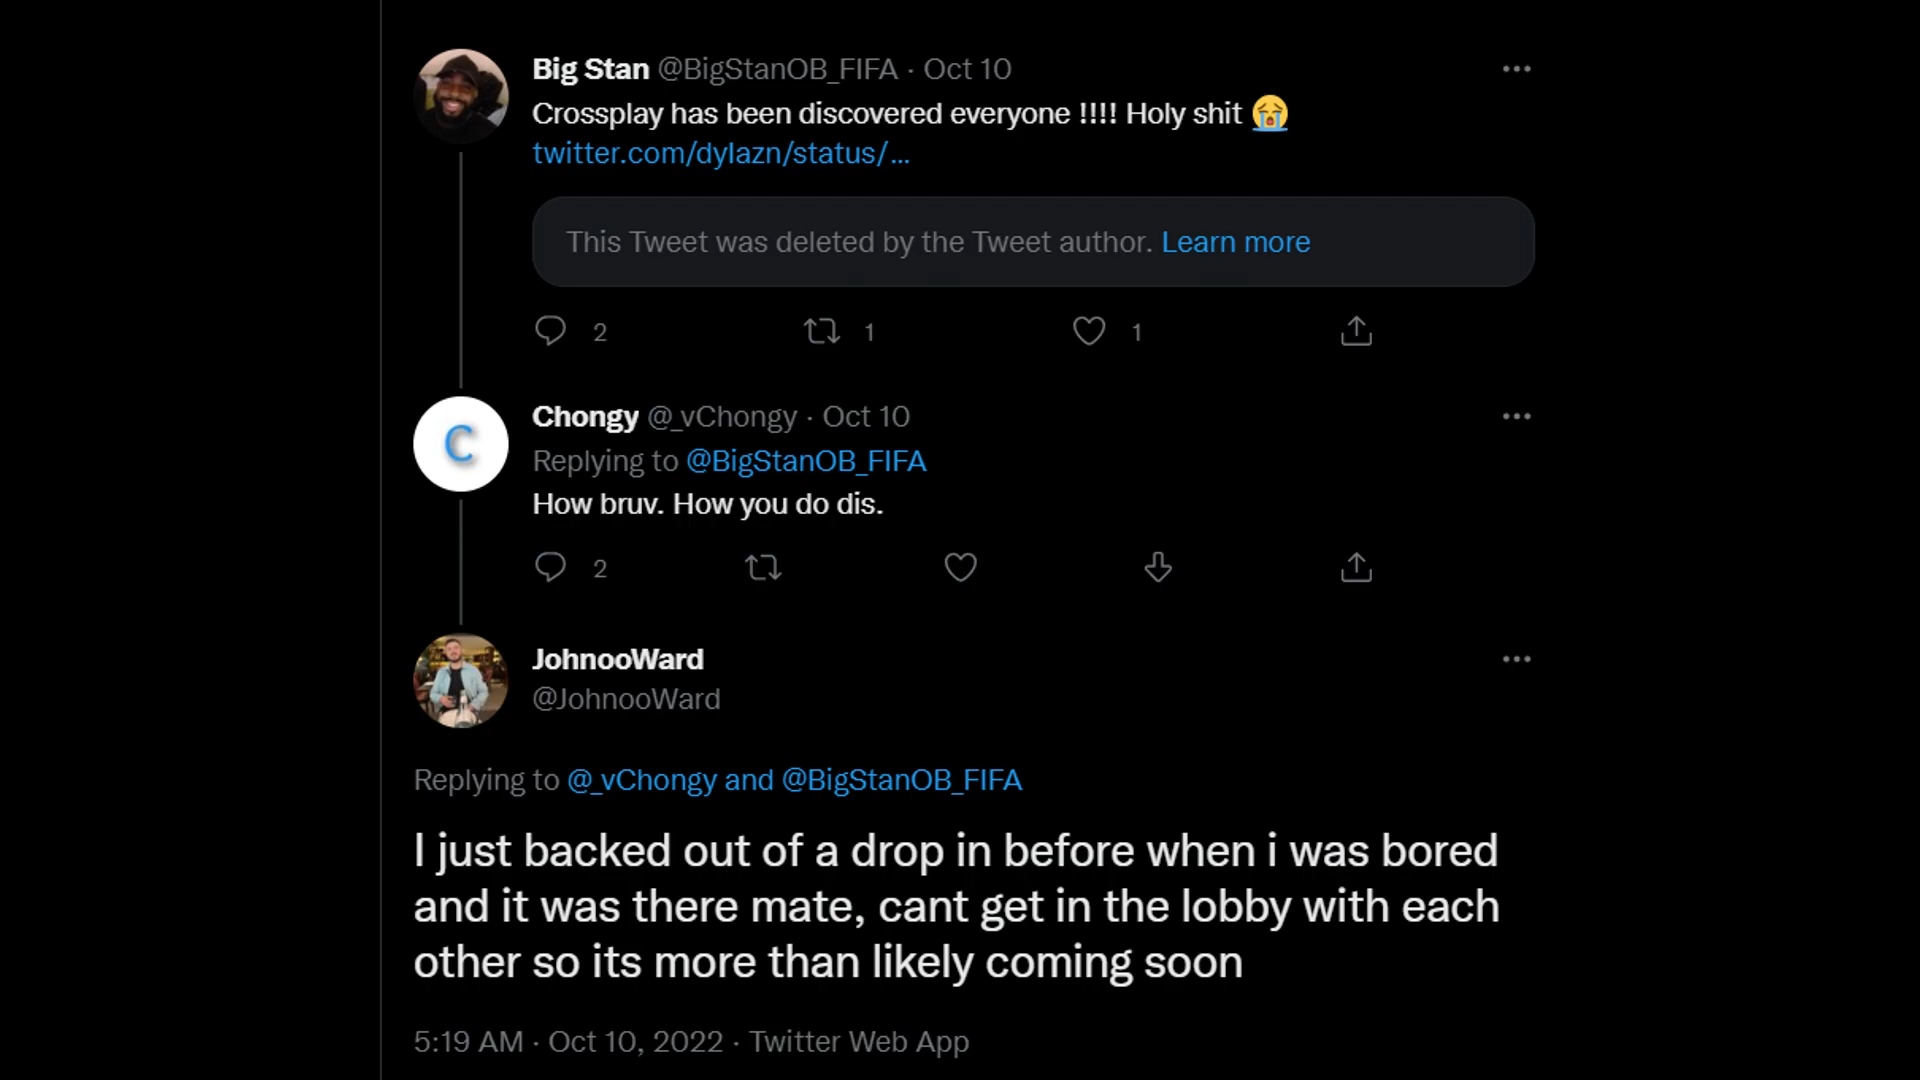 Big Stan @BigStanOB_FIFA · Oct 10
Crossplay has been discovered everyone !!!! Holy shit 😭
twitter.com/dylazn/status/...
This Tweet was deleted by the Tweet author. Learn more
2 1 1
C
Chongy @_vChongy · Oct 10
Replying to @BigStanOB_FIFA
How bruv. How you do dis.
2
JohnooWard
@JohnooWard
Replying to @_vChongy and @BigStanOB_FIFA
I just backed out of a drop in before when i was bored
and it was there mate, cant get in the lobby with each
other so its more than likely coming soon
5:19 AM · Oct 10, 2022 · Twitter Web App